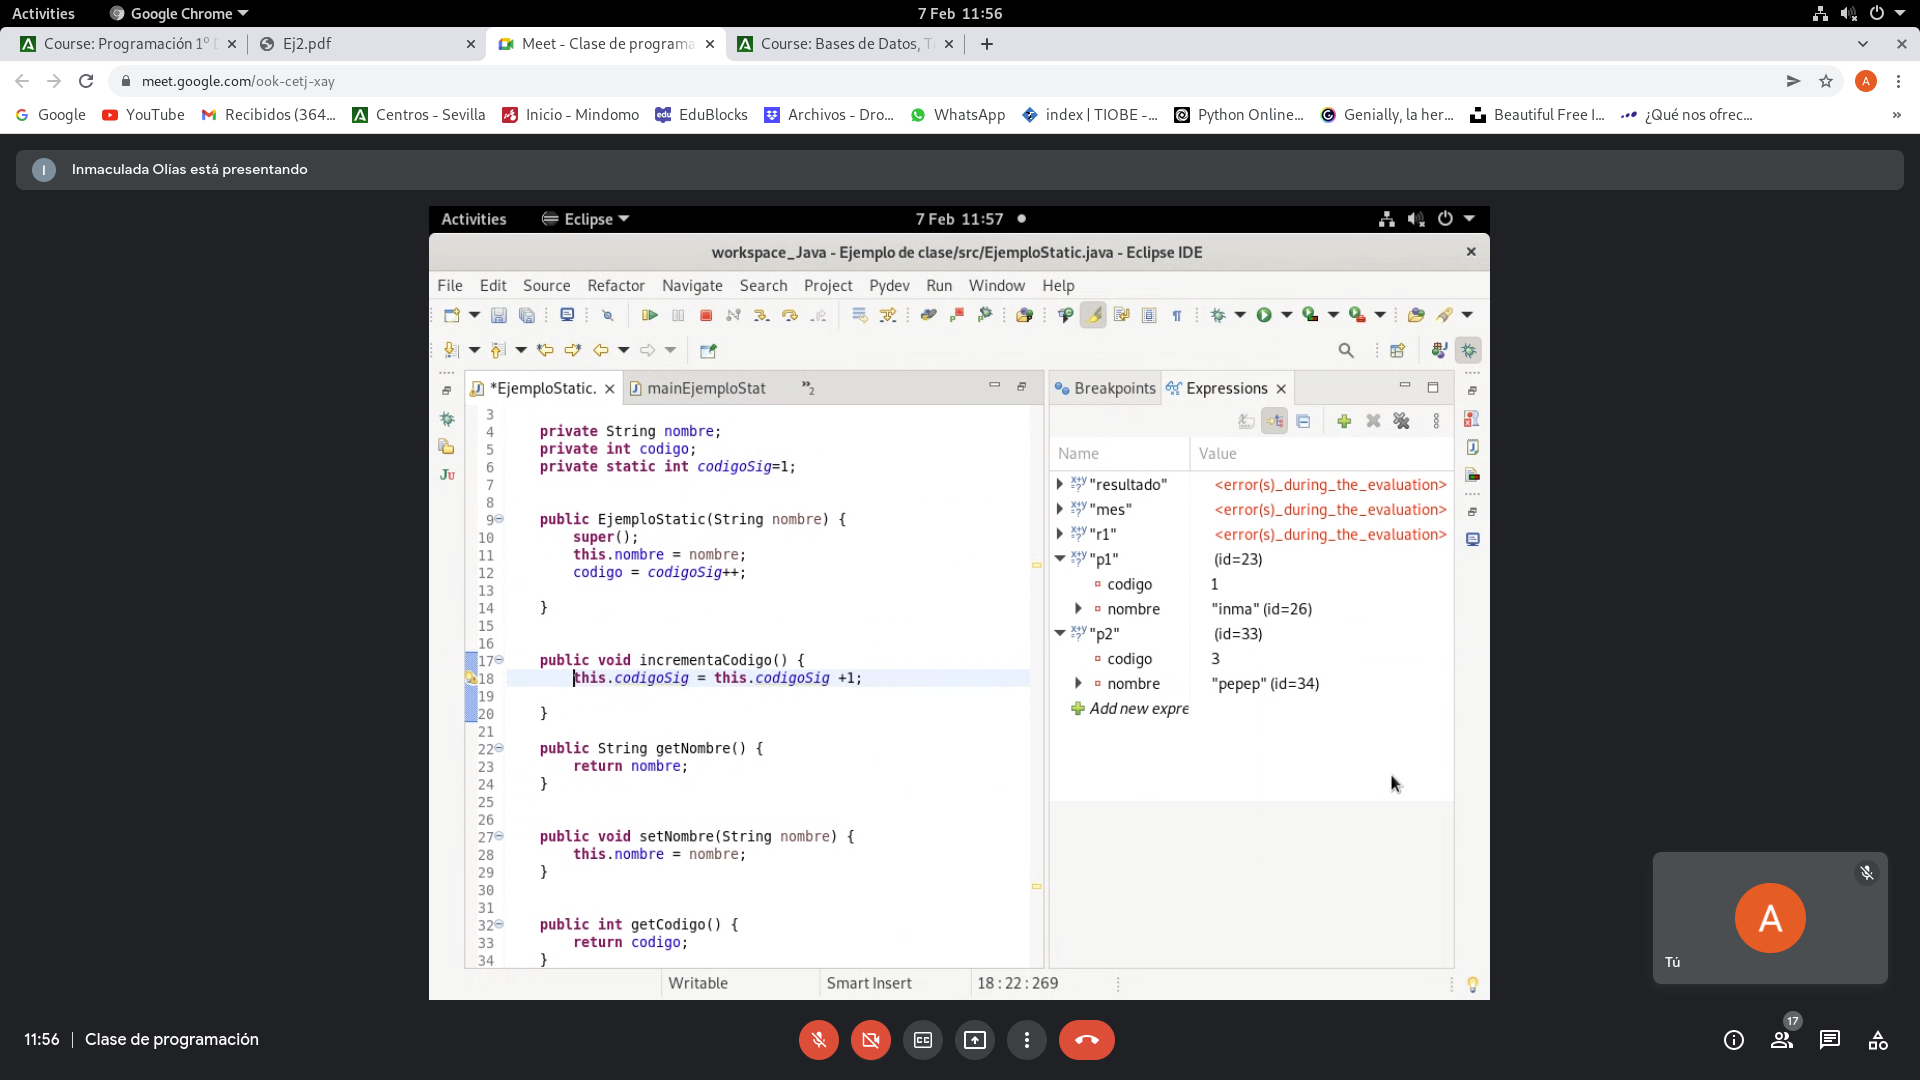 Activities Google Chrome 7 Feb 11:56
Course: Programación 1º D Ej2.pdf Meet - Clase de programa Course: Bases de Datos, T
meet.google.com/ook-cetj-xay A
Google YouTube Recibidos (364... Centros - Sevilla Inicio - Mindomo EduBlocks Archivos - Dro... WhatsApp index | TIOBE -... Python Online... Genially, la her... Beautiful Free I... ¿Qué nos ofrec... »
I Inmaculada Olías está presentando
Activities Eclipse 7 Feb 11:57
workspace_Java - Ejemplo de clase/src/EjemploStatic.java - Eclipse IDE
File Edit Source Refactor Navigate Search Project Pydev Run Window Help
*EjemploStatic. mainEjemploStat »2
3
4 private String nombre;
5 private int codigo;
6 private static int codigoSig=1;
7
8
9 public EjemploStatic(String nombre) {
10 super();
11 this.nombre = nombre;
12 codigo = codigoSig++;
13
14 }
15
16
17 public void incrementaCodigo() {
18 this.codigoSig = this.codigoSig +1;
19
20 }
21
22 public String getNombre() {
23 return nombre;
24 }
25
26
27 public void setNombre(String nombre) {
28 this.nombre = nombre;
29 }
30
31
32 public int getCodigo() {
33 return codigo;
34 }
Breakpoints Expressions
Name Value
"resultado" <error(s)_during_the_evaluation>
"mes" <error(s)_during_the_evaluation>
"r1" <error(s)_during_the_evaluation>
"p1" (id=23)
codigo 1
nombre "inma" (id=26)
"p2" (id=33)
codigo 3
nombre "pepep" (id=34)
Add new expre
Writable Smart Insert 18 : 22 : 269
A
Tú
11:56 | Clase de programación
17